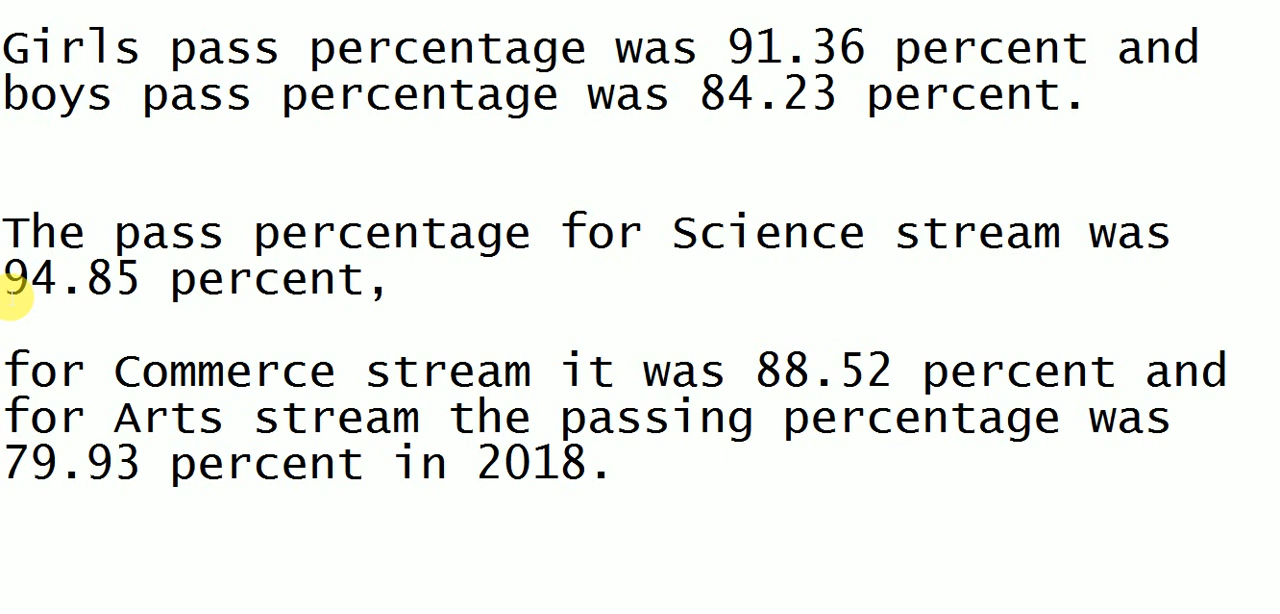 Girls pass percentage was 91.36 percent and
boys pass percentage was 84.23 percent.
The pass percentage for Science stream was
94.85 percent,
for Commerce stream it was 88.52 percent and
for Arts stream the passing percentage was
79.93 percent in 2018.